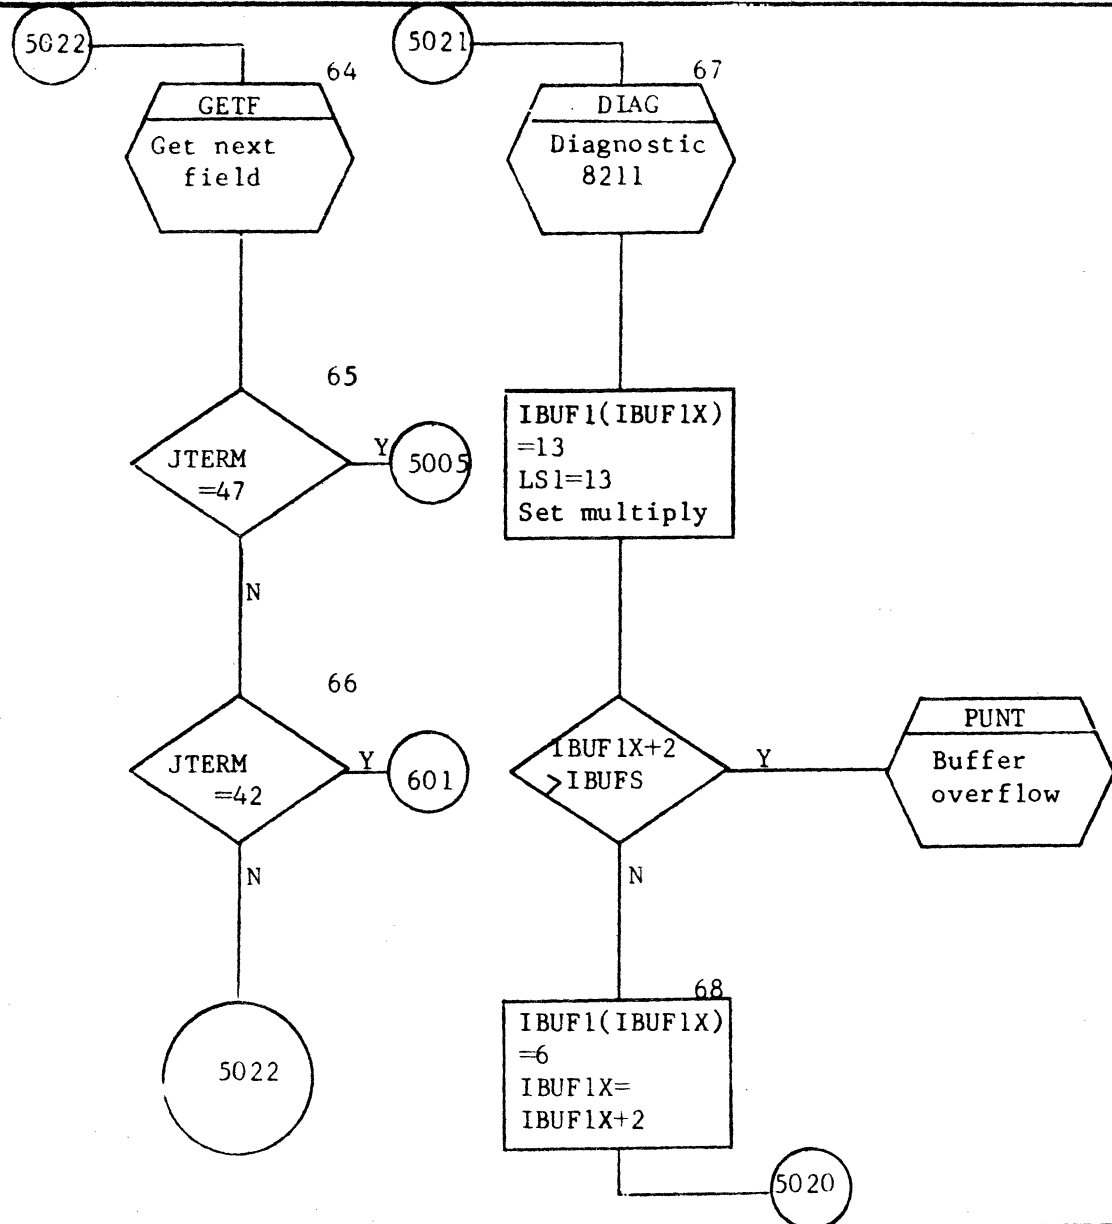 5022
64
GETF
Get next
field
65
JTERM
=47
Y
5005
N
66
JTERM
=42
Y
601
N
5022
5021
67
DIAG
Diagnostic
8211
IBUF1(IBUF1X)
=13
LS1=13
Set multiply
IBUF1X+2
>IBUFS
Y
PUNT
Buffer
overflow
N
68
IBUF1(IBUF1X)
=6
IBUF1X=
IBUF1X+2
5020